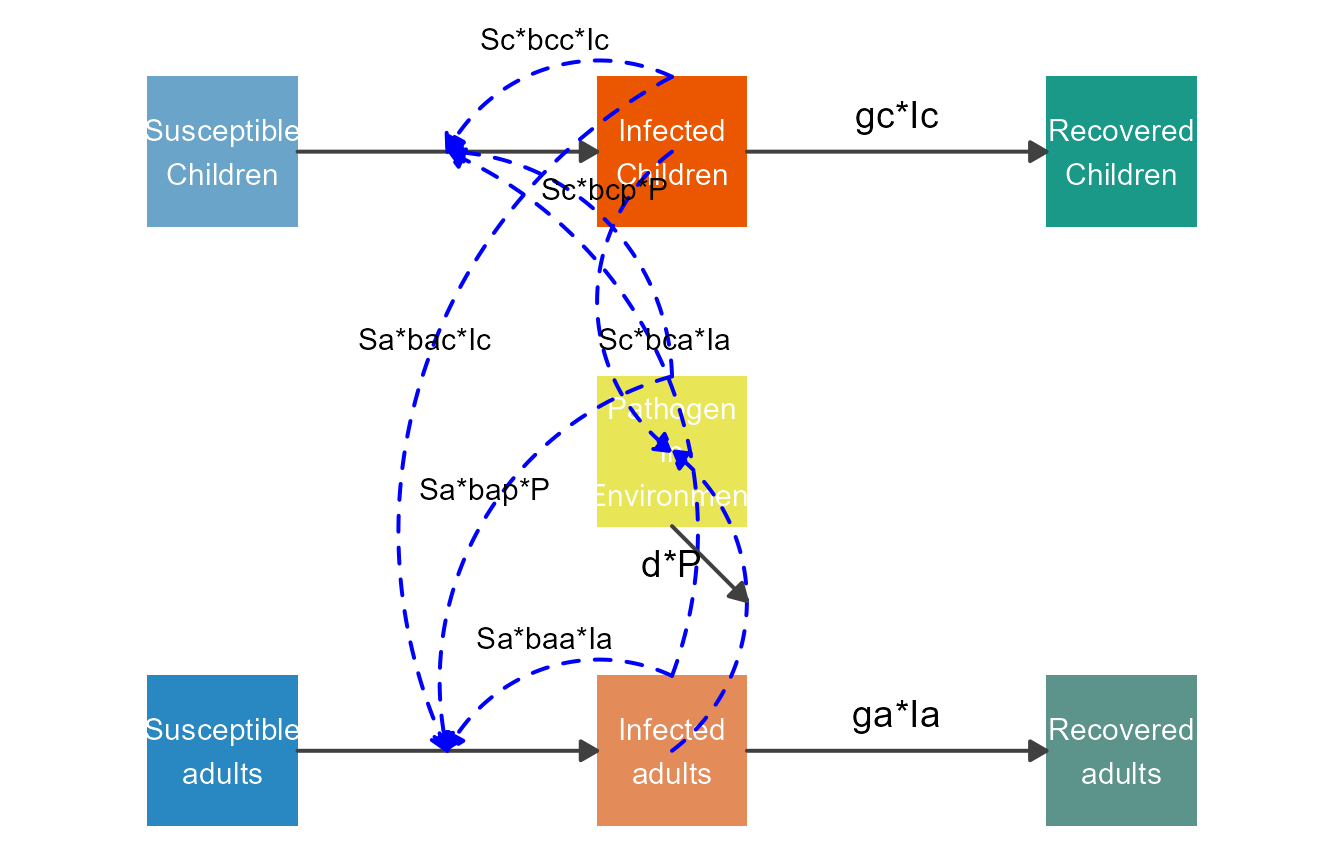 Sc*bcc*Ic
Susceptible
Children
Infected
Children
gc*Ic
Recovered
Children
Sc*bcp*P
Sa*bac*Ic
Sc*bca*Ia
Pathogen
in
Environmen
Sa*bap*P
d*P
Sa*baa*Ia
Susceptible
adults
Infected
adults
ga*Ia
Recovered
adults